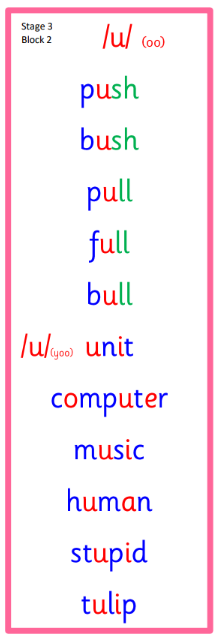 Stage 3
Block 2
/u/ (oo)
push
bush
pull
full
bull
/u/(yoo) unit
computer
music
human
stupid
tulip